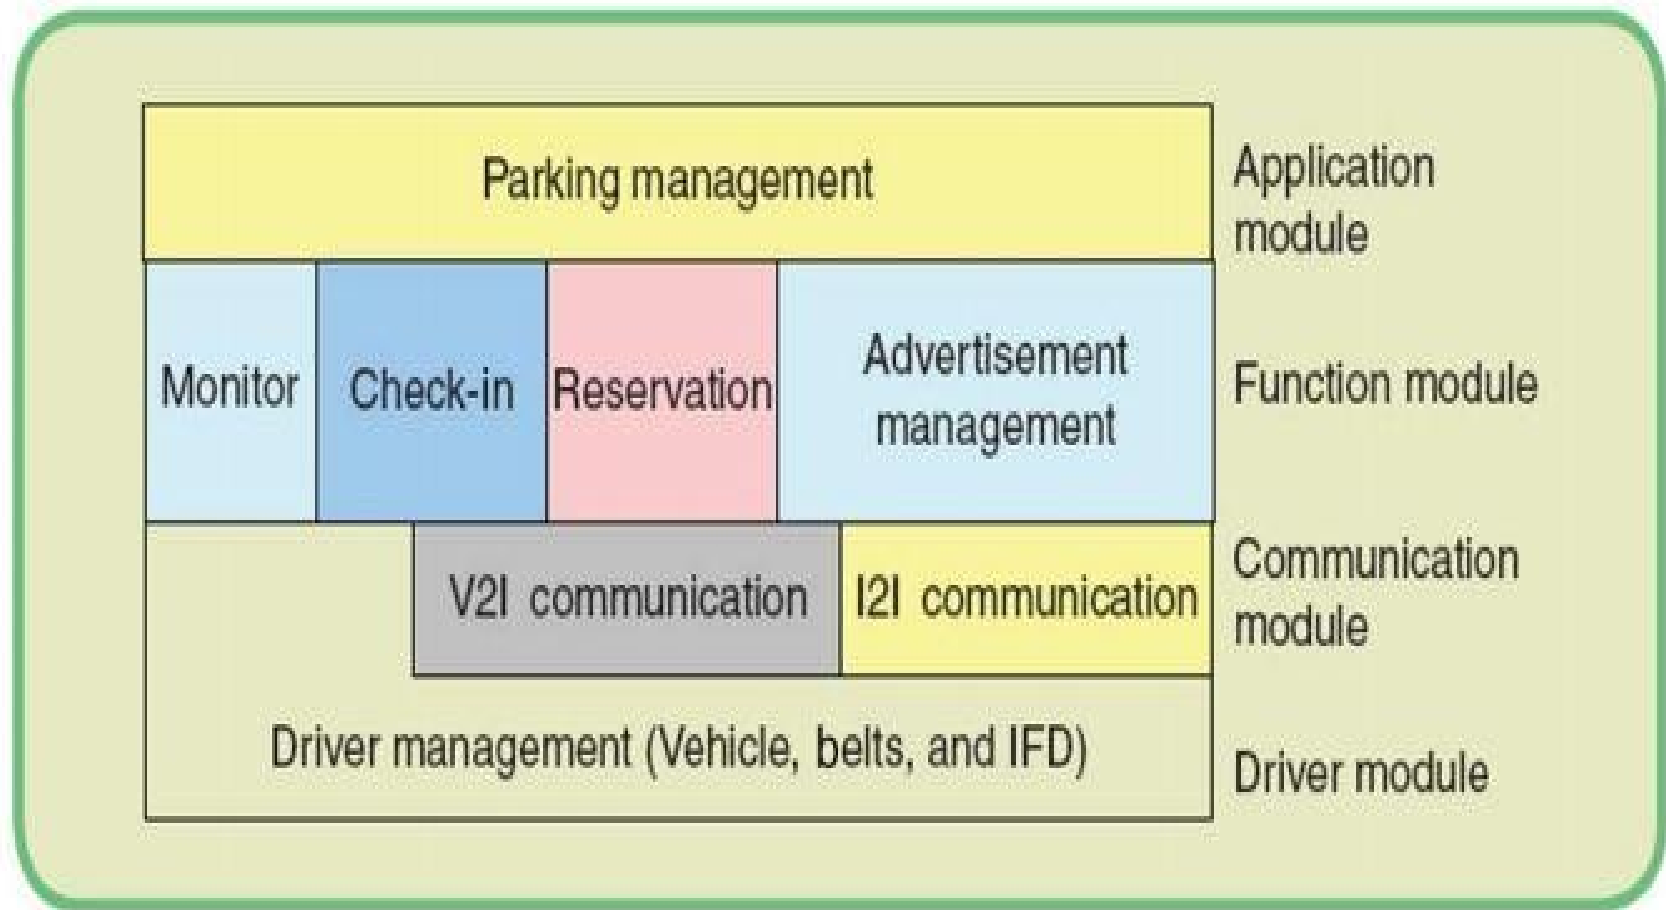 Parking management
Application
module
Monitor
Check-in
Reservation
Advertisement
management
Function module
V2I communication
I2I communication
Communication
module
Driver management (Vehicle, belts, and IFD)
Driver module